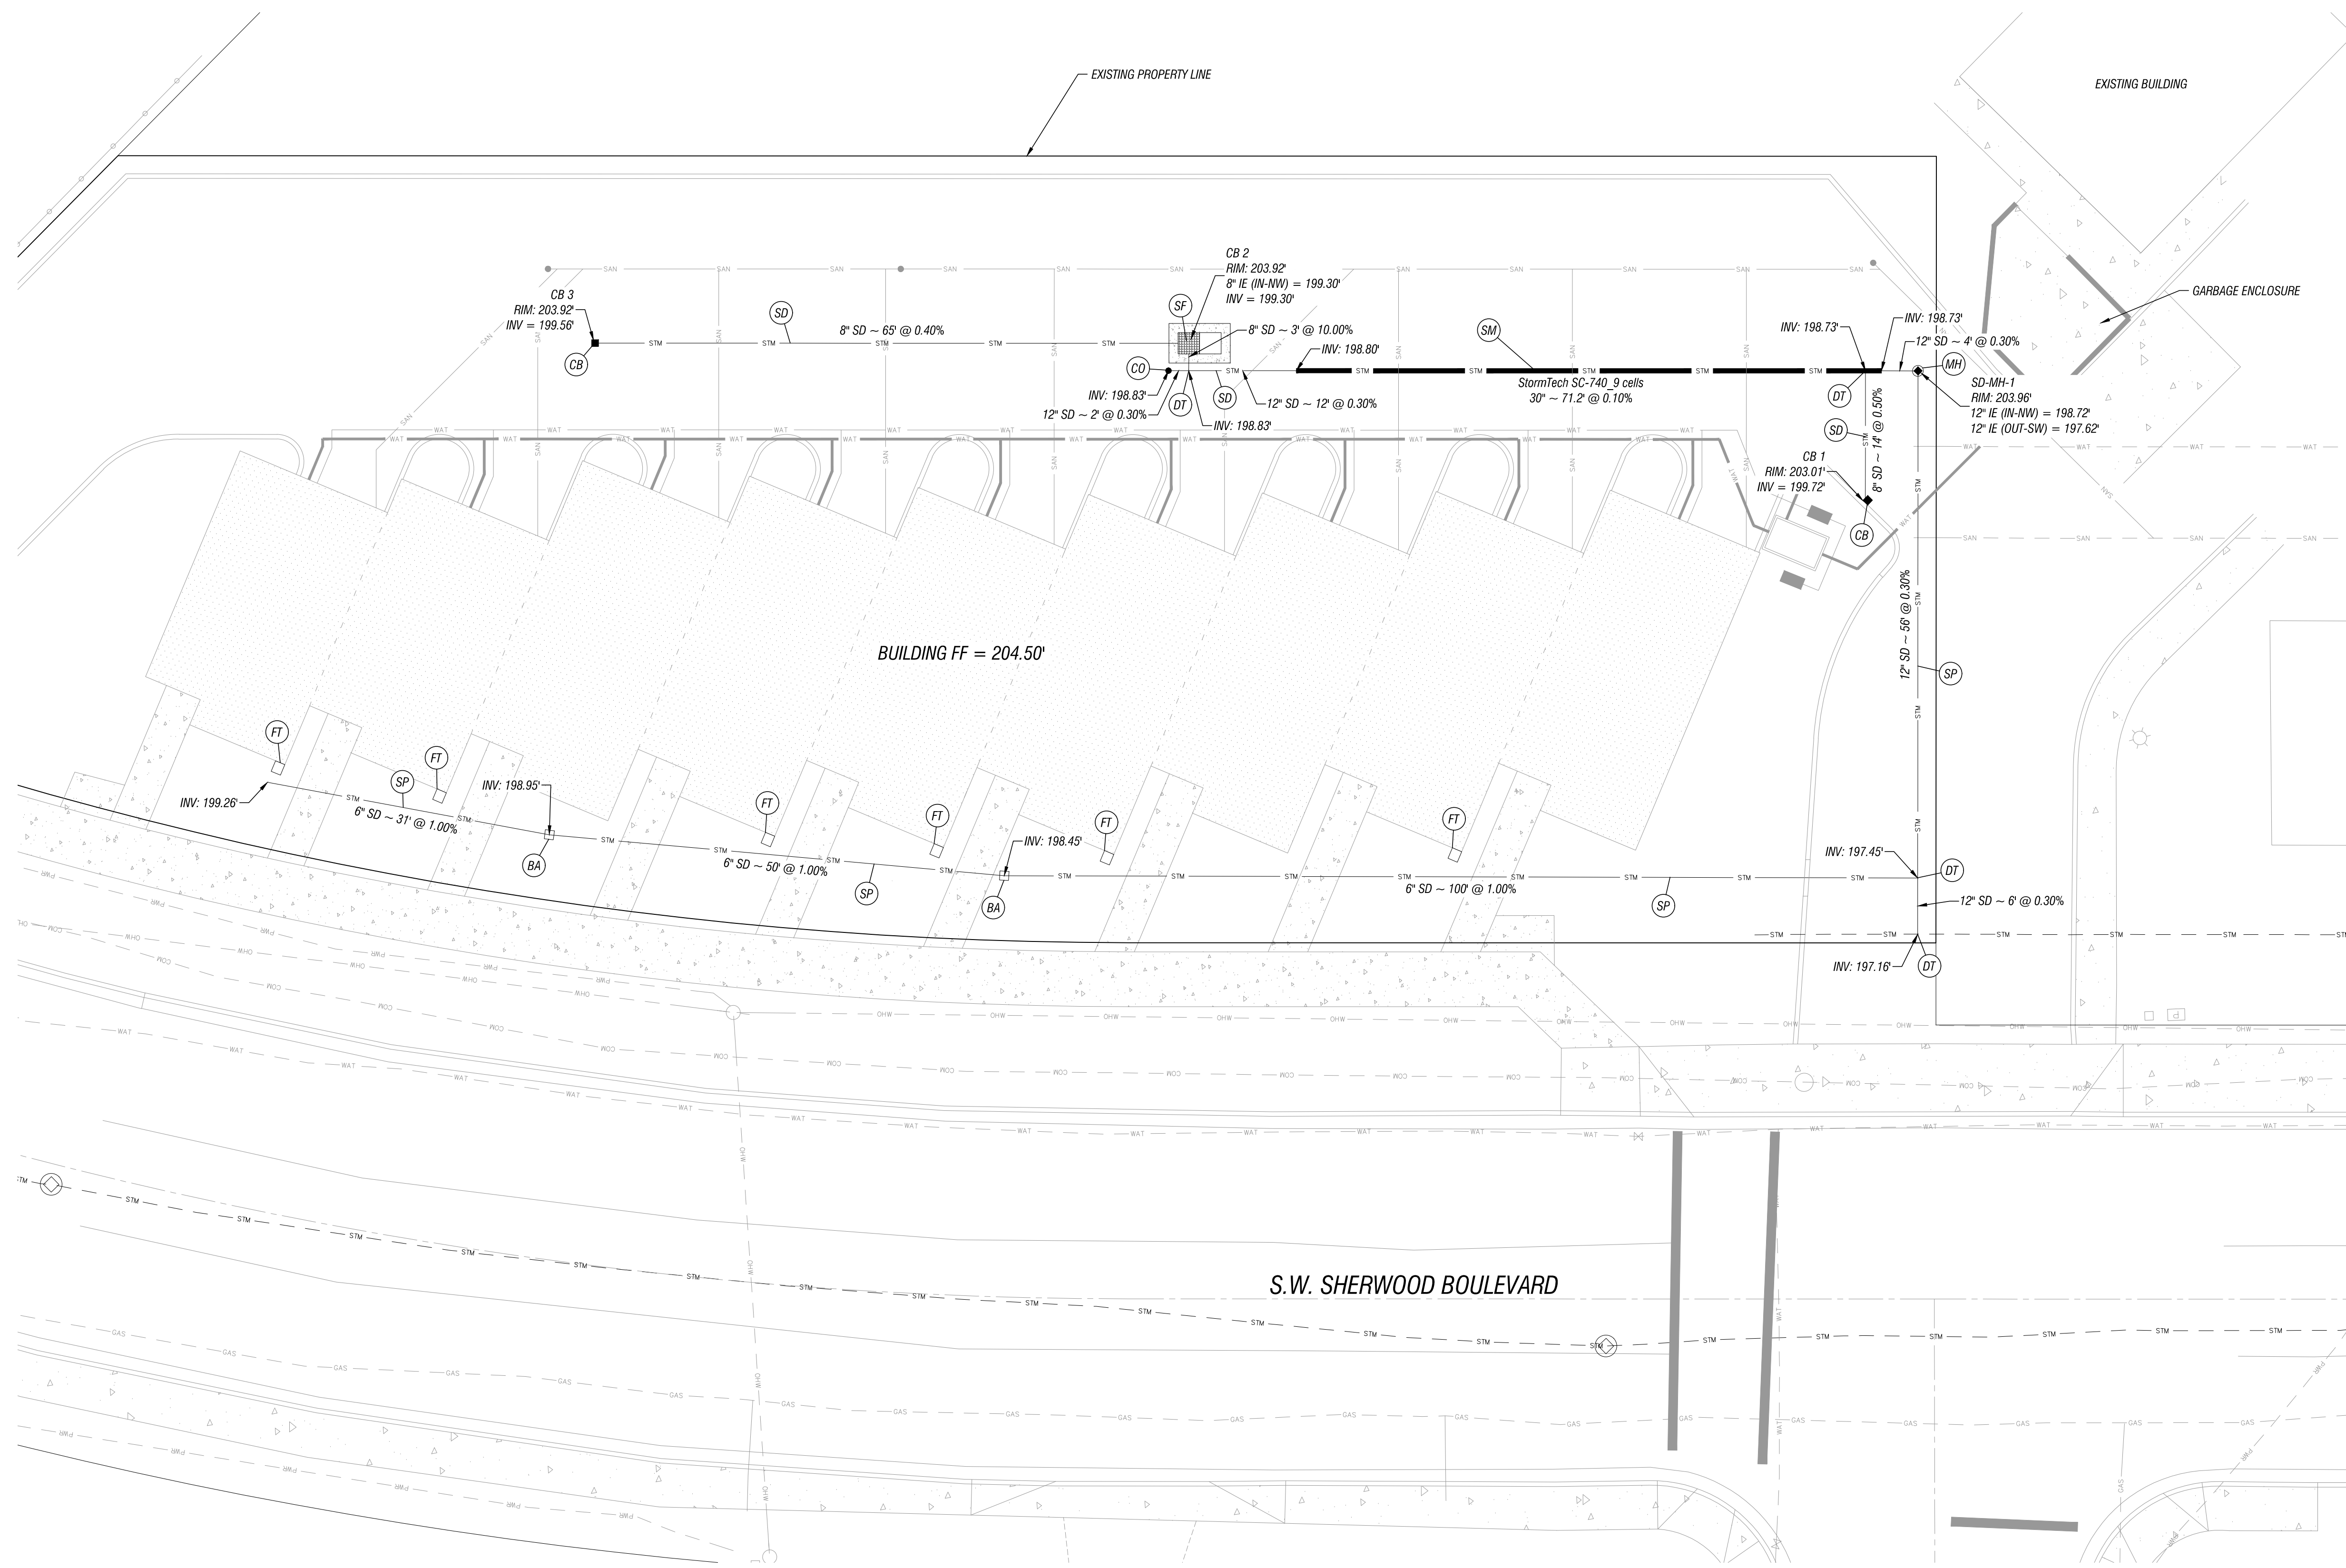 EXISTING PROPERTY LINE
EXISTING BUILDING
GARBAGE ENCLOSURE
CB 3
RIM: 203.92'
INV = 199.56'
CB
SD
8" SD ~ 65' @ 0.40%
CB 2
RIM: 203.92'
8" IE (IN-NW) = 199.30'
INV = 199.30'
SF
8" SD ~ 3' @ 10.00%
CO
INV: 198.83'
12" SD ~ 2' @ 0.30%
DT
SD
INV: 198.83'
12" SD ~ 12' @ 0.30%
INV: 198.80'
SM
StormTech SC-740_9 cells
30" ~ 71.2' @ 0.10%
INV: 198.73'
INV: 198.73'
12" SD ~ 4' @ 0.30%
MH
SD-MH-1
RIM: 203.96'
12" IE (IN-NW) = 198.72'
12" IE (OUT-SW) = 197.62'
DT
SD
8" SD ~ 14' @ 0.50%
CB 1
RIM: 203.01'
INV = 199.72'
CB
12" SD ~ 56' @ 0.30%
SP
BUILDING FF = 204.50'
FT
FT
FT
FT
FT
FT
INV: 199.26'
SP
6" SD ~ 31' @ 1.00%
INV: 198.95'
BA
6" SD ~ 50' @ 1.00%
SP
INV: 198.45'
BA
6" SD ~ 100' @ 1.00%
SP
INV: 197.45'
DT
12" SD ~ 6' @ 0.30%
INV: 197.16'
DT
S.W. SHERWOOD BOULEVARD
SAN
WAT
STM
PWR
COM
OHW
GAS